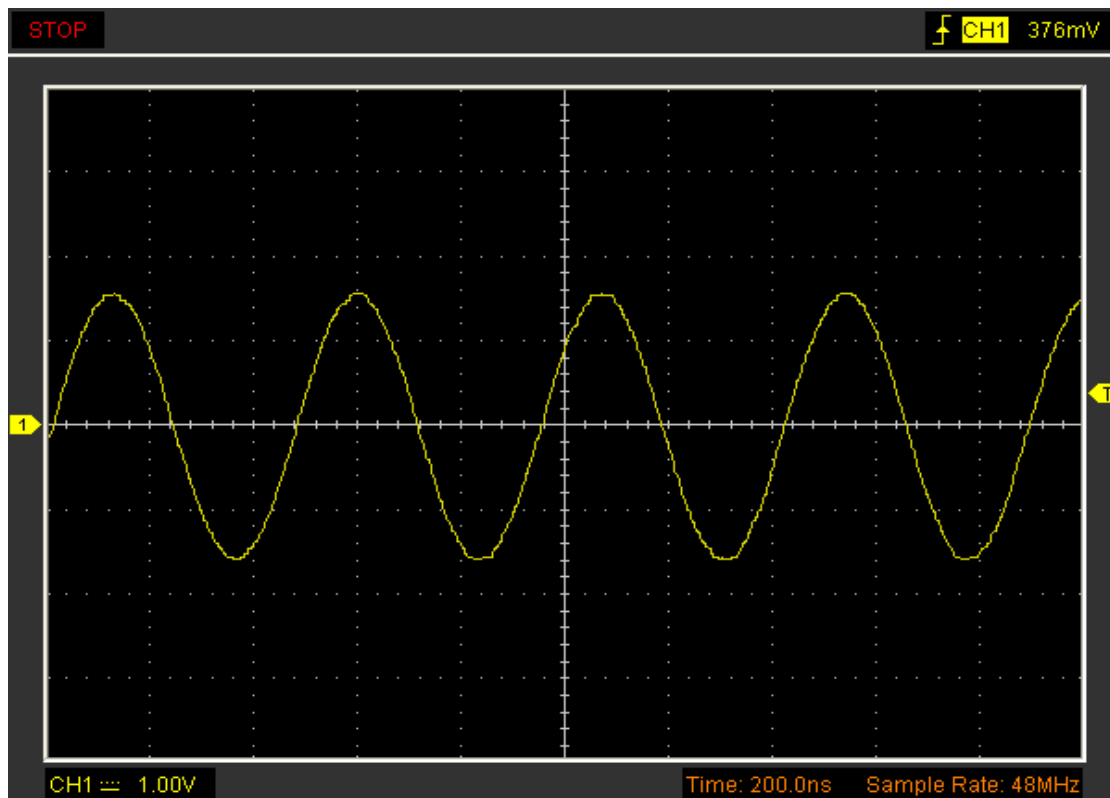 STOP
CH1 376mV
1
T
CH1 1.00V
Time: 200.0ns Sample Rate: 48MHz